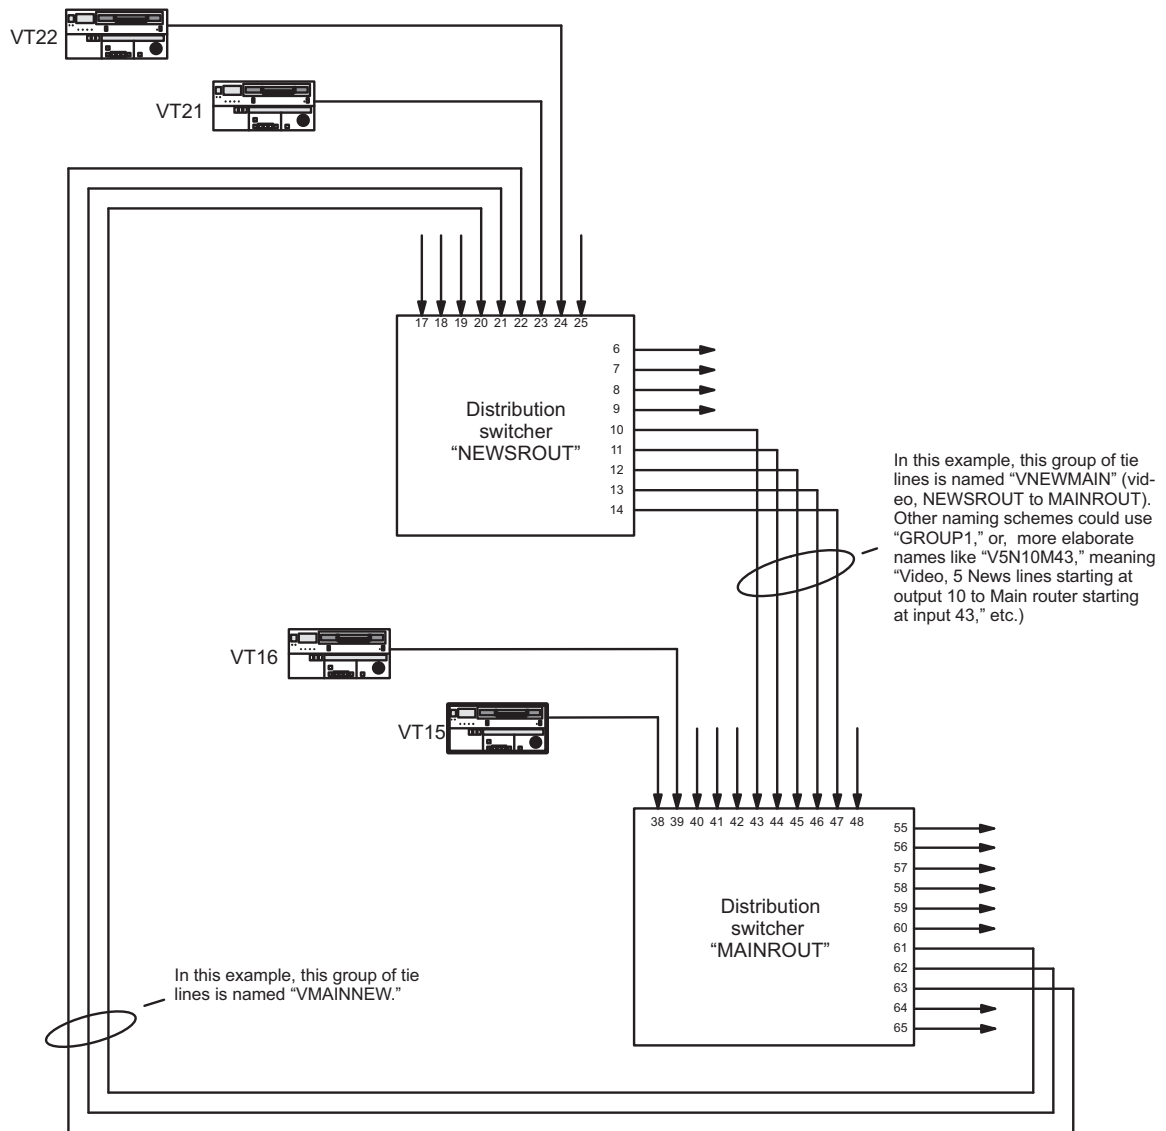 VT22
VT21
17 18 19 20 21 22 23 24 25
6
7
8
9
10
11
12
13
14
Distribution
switcher
“NEWSROUT”
In this example, this group of tie
lines is named “VNEWMAIN” (vid-
eo, NEWSROUT to MAINROUT).
Other naming schemes could use
“GROUP1,” or, more elaborate
names like “V5N10M43,” meaning
“Video, 5 News lines starting at
output 10 to Main router starting
at input 43,” etc.)
VT16
VT15
38 39 40 41 42 43 44 45 46 47 48
55
56
57
58
59
60
61
62
63
64
65
Distribution
switcher
“MAINROUT”
In this example, this group of tie
lines is named “VMAINNEW.”